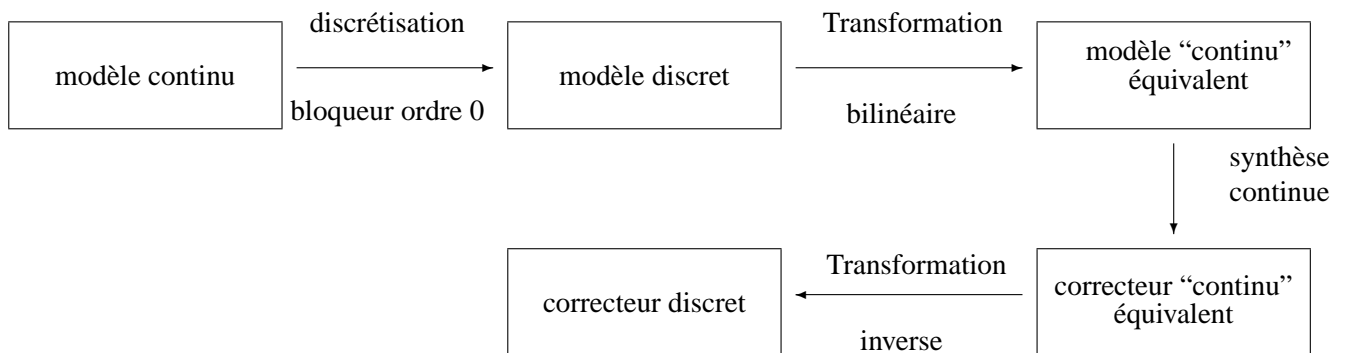 discrétisation
Transformation
modèle continu
modèle discret
modèle “continu”
équivalent
bloqueur ordre 0
bilinéaire
synthèse
continue
Transformation
correcteur discret
correcteur “continu”
équivalent
inverse